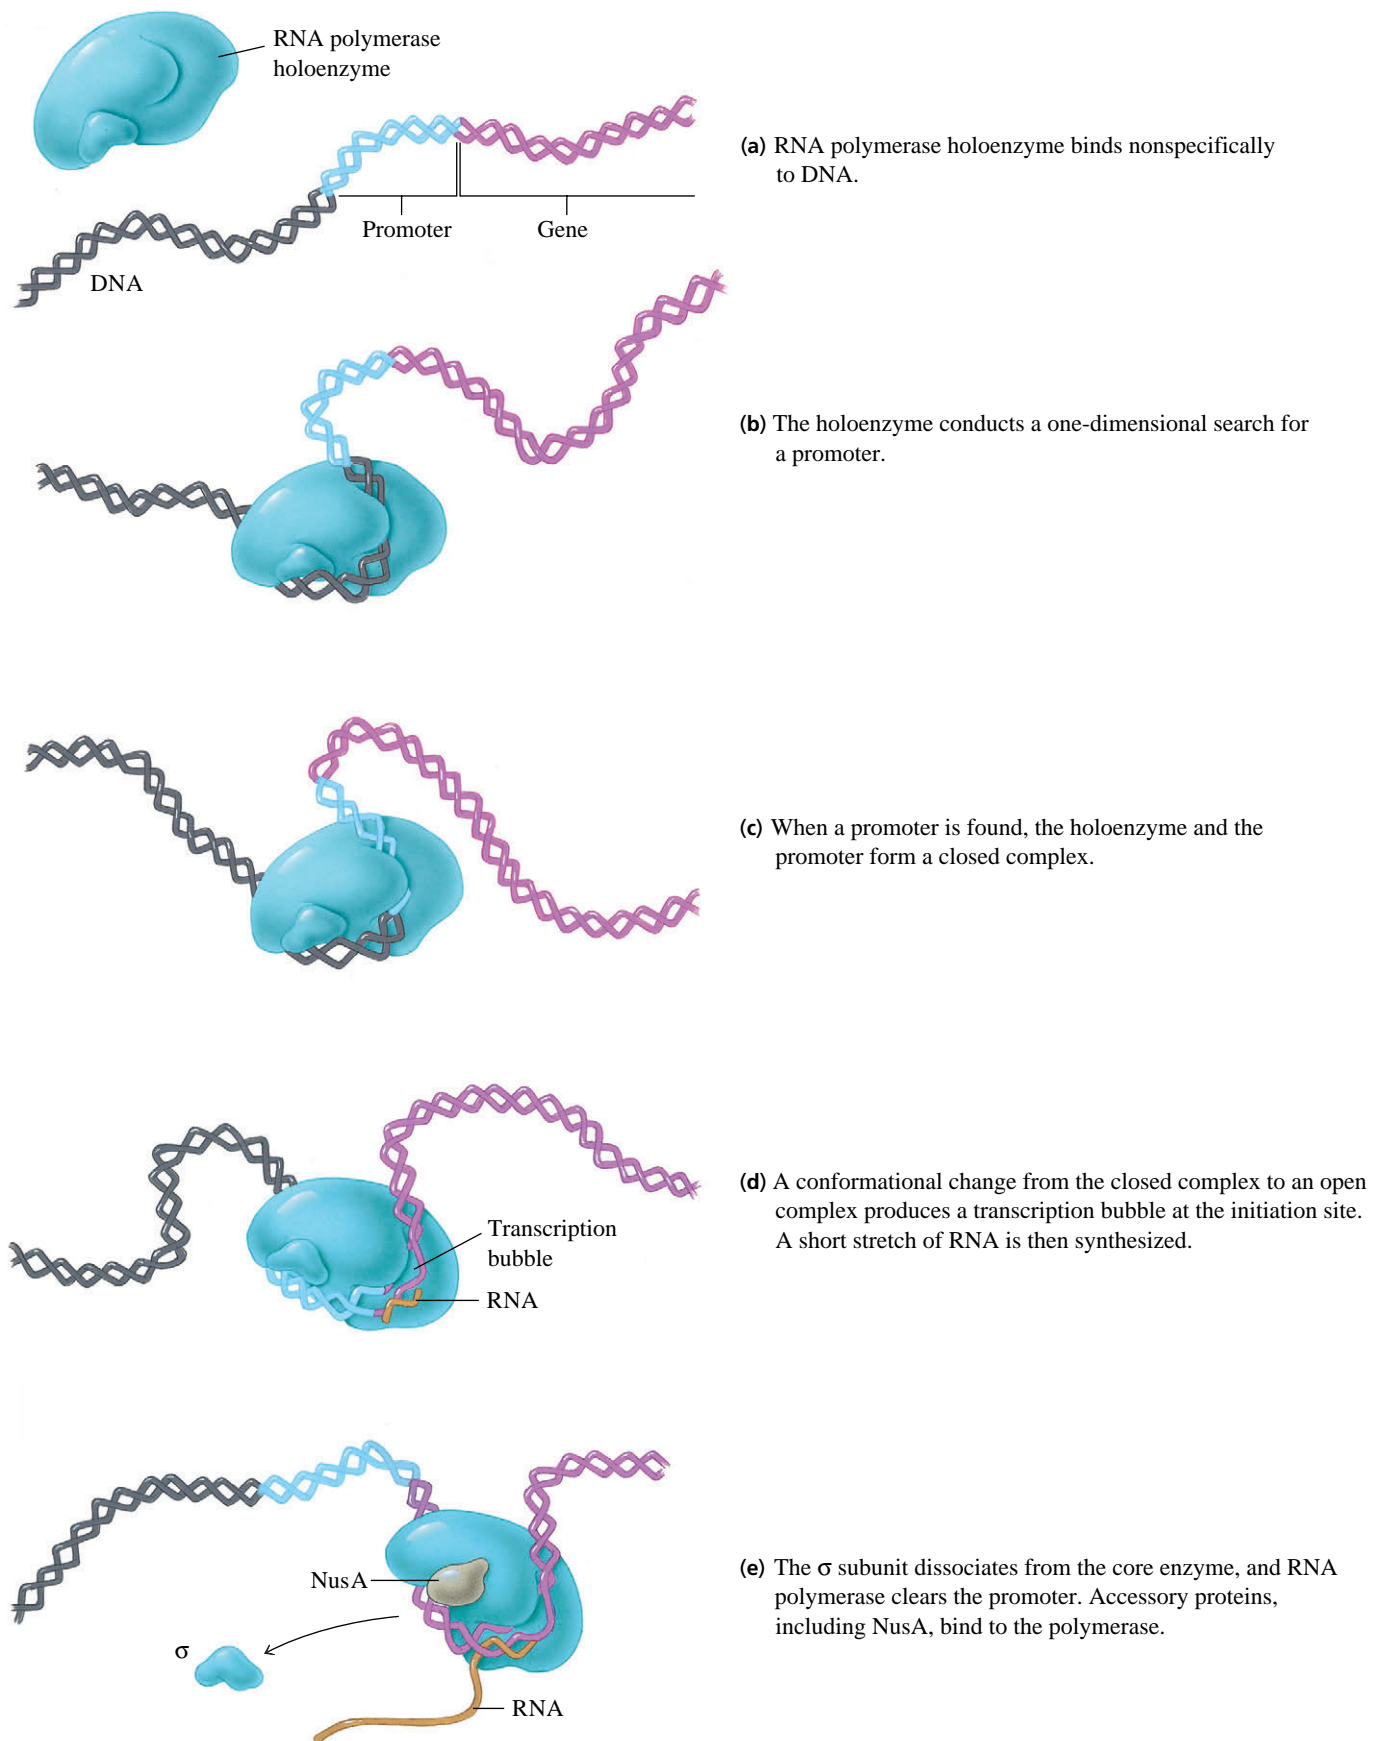 RNA polymerase
holoenzyme
(a) RNA polymerase holoenzyme binds nonspecifically
to DNA.
Promoter
Gene
DNA
(b) The holoenzyme conducts a one-dimensional search for
a promoter.
(c) When a promoter is found, the holoenzyme and the
promoter form a closed complex.
(d) A conformational change from the closed complex to an open
complex produces a transcription bubble at the initiation site.
A short stretch of RNA is then synthesized.
Transcription
bubble
RNA
(e) The σ subunit dissociates from the core enzyme, and RNA
polymerase clears the promoter. Accessory proteins,
including NusA, bind to the polymerase.
NusA
σ
RNA